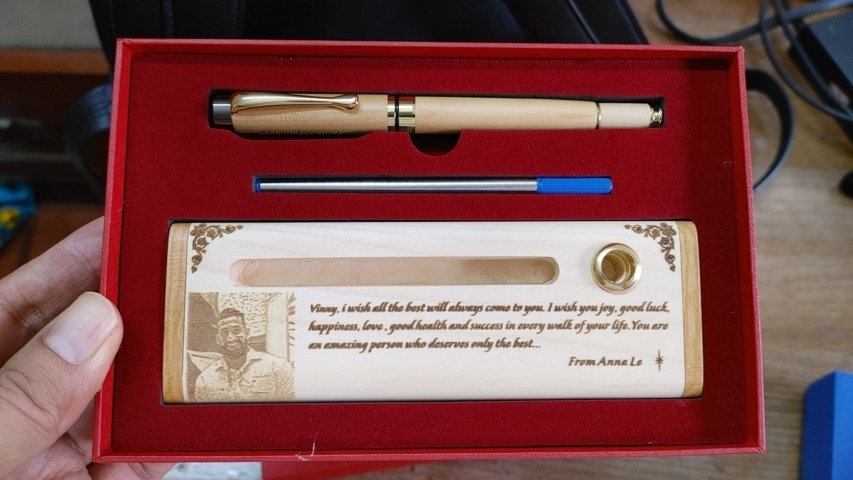 Vinny, i wish all the best will always come to you. I wish you joy, good luck,
happiness, love , good health and success in every walk of your life. You are
an amazing person who deserves only the best...
From Anna Le